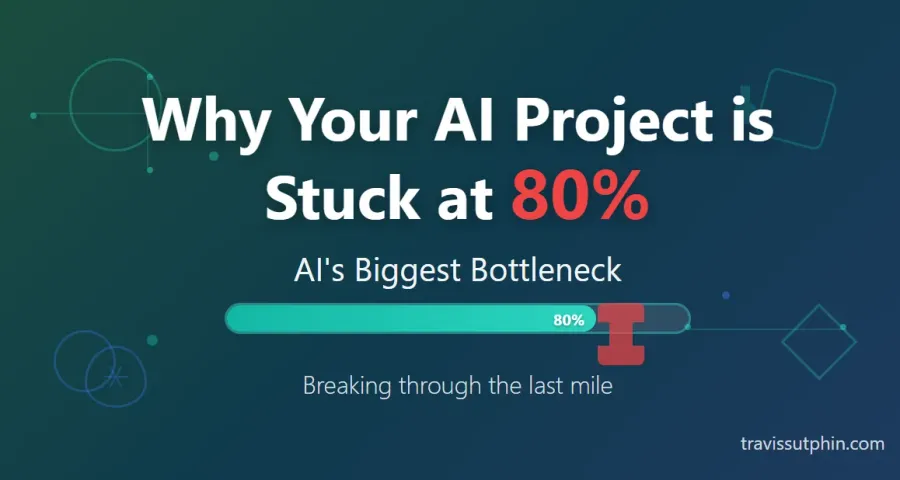 Why Your AI Project is
Stuck at 80%
AI's Biggest Bottleneck
80%
Breaking through the last mile
travissutphin.com